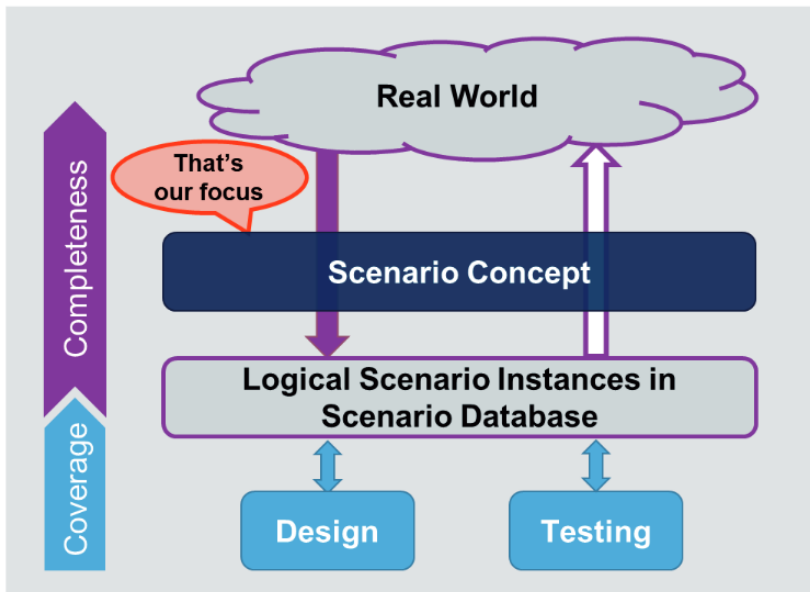 Real World
That's
our focus
Completeness
Scenario Concept
Logical Scenario Instances in
Scenario Database
Coverage
Design
Testing